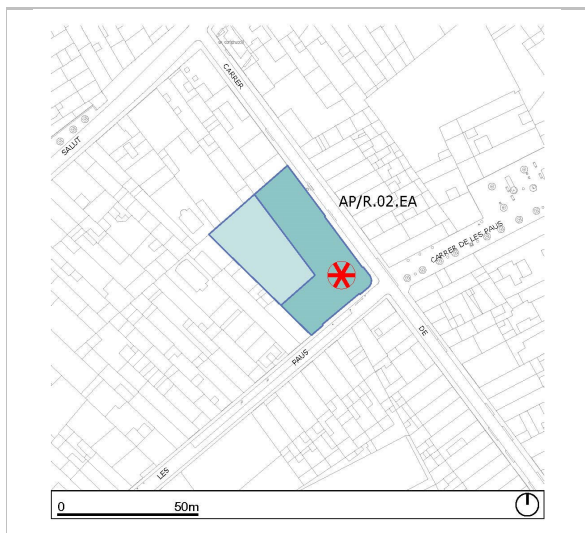 CARRER
SALUT
AP/R.02.EA
CARRER DE LES PAUS
DE
PAUS
LES
0 50m